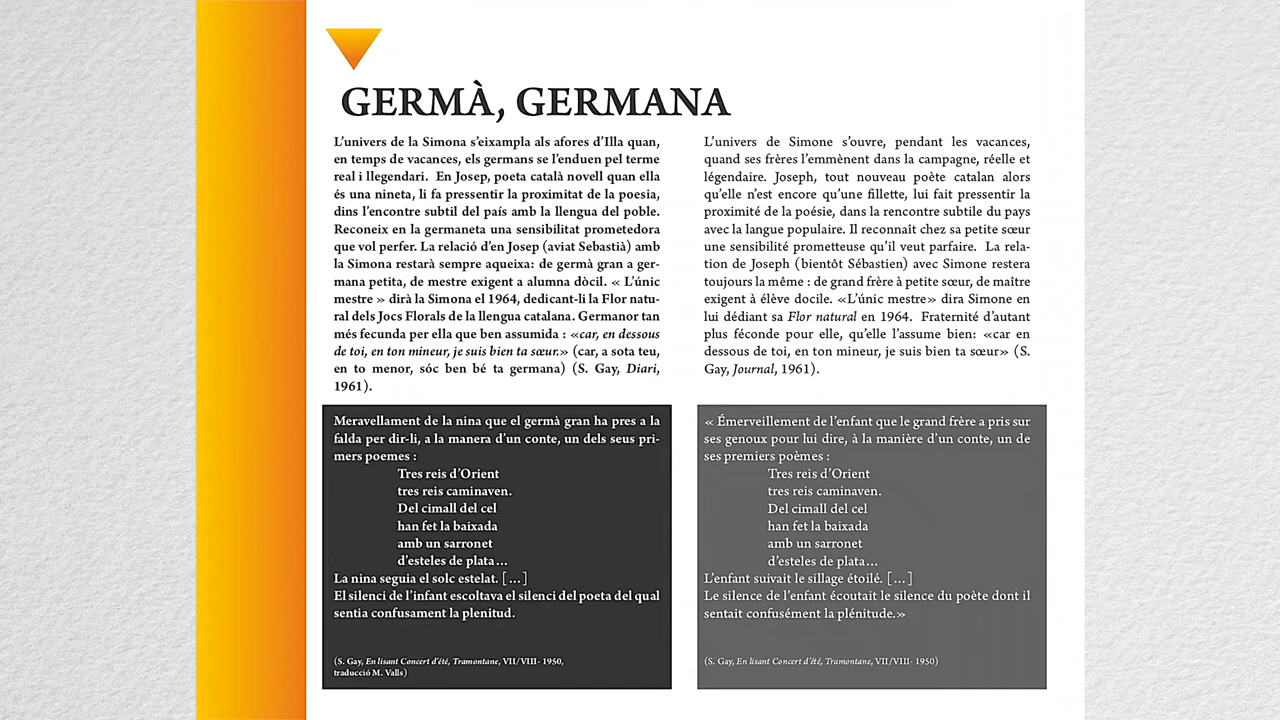 GERMÀ, GERMANA
L'univers de la Simona s'eixampla als afores d'Illa quan,
en temps de vacances, els germans se l'enduen pel terme
real i llegendari. En Josep, poeta català novell quan ella
és una nineta, li fa pressentir la proximitat de la poesia,
dins l'encontre subtil del país amb la llengua del poble.
Reconeix en la germaneta una sensibilitat prometedora
que vol perfer. La relació d'en Josep (aviat Sebastià) amb
la Simona restarà sempre aqueixa: de germà gran a ger-
mana petita, de mestre exigent a alumna dòcil. « L'únic
mestre » dirà la Simona el 1964, dedicant-li la Flor natu-
ral dels Jocs Florals de la llengua catalana. Germanor tan
més fecunda per ella que ben assumida : «car, en dessous
de toi, en ton mineur, je suis bien ta sœur.» (car, a sota teu,
en to menor, sóc ben bé ta germana) (S. Gay, Diari,
1961).
Meravellament de la nina que el germà gran ha pres a la
falda per dir-li, a la manera d'un conte, un dels seus pri-
mers poemes :
Tres reis d'Orient
tres reis caminaven.
Del cimall del cel
han fet la baixada
amb un sarronet
d'esteles de plata…
La nina seguia el solc estelat. […]
El silenci de l'infant escoltava el silenci del poeta del qual
sentia confusament la plenitud.
(S. Gay, En lisant Concert d'été, Tramontane, VII/VIII- 1950,
traducció M. Valls)
L'univers de Simone s'ouvre, pendant les vacances,
quand ses frères l'emmènent dans la campagne, réelle et
légendaire. Joseph, tout nouveau poète catalan alors
qu'elle n'est encore qu'une fillette, lui fait pressentir la
proximité de la poésie, dans la rencontre subtile du pays
avec la langue populaire. Il reconnaît chez sa petite sœur
une sensibilité prometteuse qu'il veut parfaire. La rela-
tion de Joseph (bientôt Sébastien) avec Simone restera
toujours la même : de grand frère à petite sœur, de maître
exigent à élève docile. «L'únic mestre» dira Simone en
lui dédiant sa Flor natural en 1964. Fraternité d'autant
plus féconde pour elle, qu'elle l'assume bien: «car en
dessous de toi, en ton mineur, je suis bien ta sœur» (S.
Gay, Journal, 1961).
« Émerveillement de l'enfant que le grand frère a pris sur
ses genoux pour lui dire, à la manière d'un conte, un de
ses premiers poèmes :
Tres reis d'Orient
tres reis caminaven.
Del cimall del cel
han fet la baixada
amb un sarronet
d'esteles de plata…
L'enfant suivait le sillage étoilé. […]
Le silence de l'enfant écoutait le silence du poète dont il
sentait confusément la plénitude.»
(S. Gay, En lisant Concert d'été, Tramontane, VII/VIII- 1950)